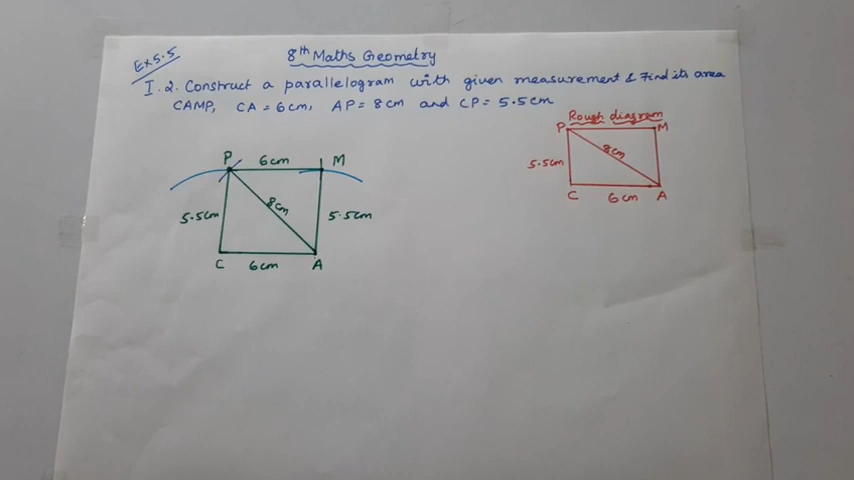 Ex 5.5
8th Maths Geometry
I. 2. Construct a parallelogram with given measurement & Find its area
CAMP, CA = 6cm, AP = 8cm and CP = 5.5cm
Rough diagram
P M
8cm
5.5cm
C 6cm A
P 6cm M
8cm
5.5cm 5.5cm
C 6cm A